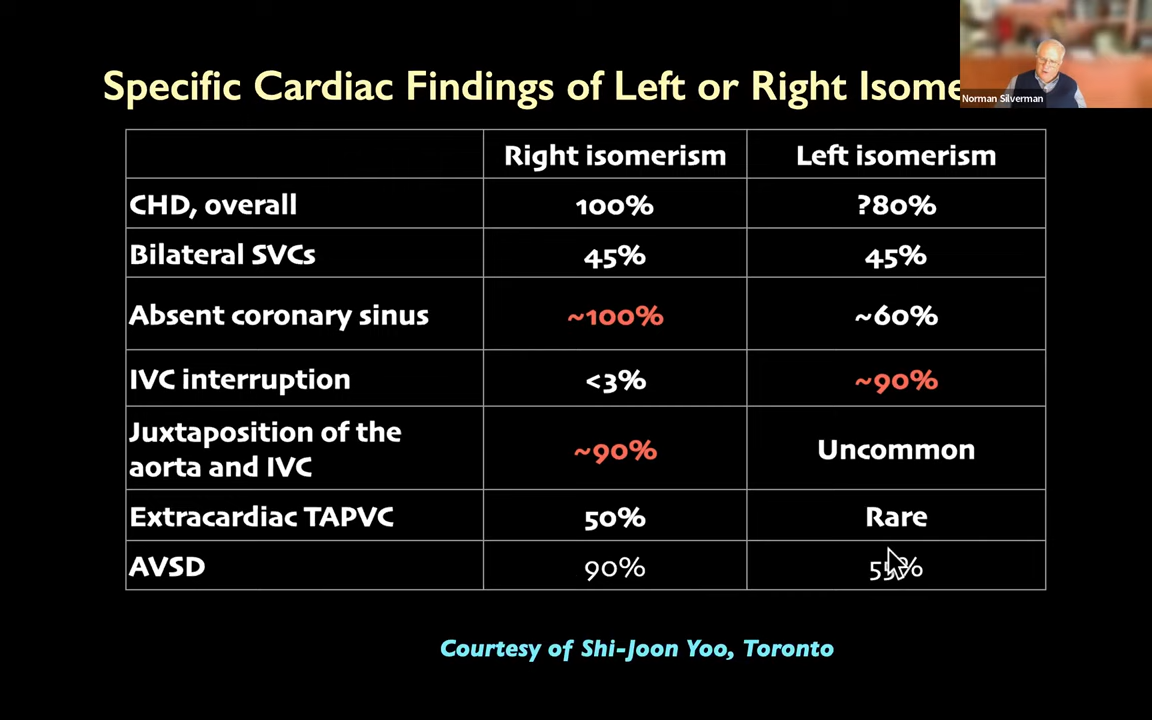 Norman Silverman
Specific Cardiac Findings of Left or Right
Right isomerism Left isomerism
CHD, overall 100% ?80%
Bilateral SVCs 45% 45%
Absent coronary sinus ~100% ~60%
IVC interruption <3% ~90%
Juxtaposition of the
aorta and IVC ~90% Uncommon
Extracardiac TAPVC 50% Rare
AVSD 90%
Courtesy of Shi-Joon Yoo, Toronto